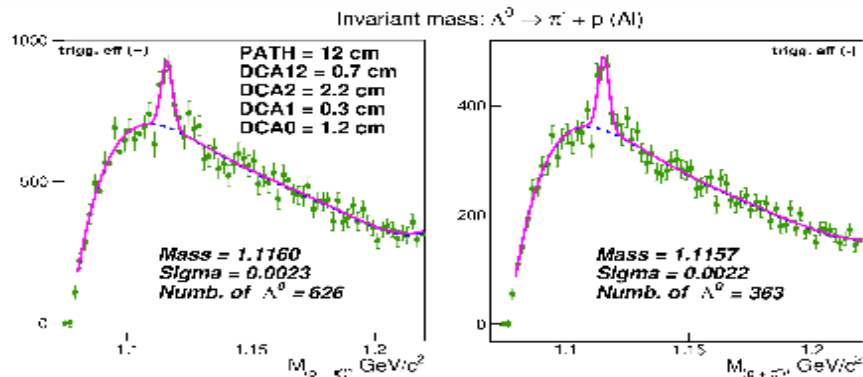 Invariant mass: Λ⁰ → π⁻ + p (Al)
1000
500
0
trigg. eff (-)
PATH = 12 cm
DCA12 = 0.7 cm
DCA2 = 2.2 cm
DCA1 = 0.3 cm
DCA0 = 1.2 cm
Mass = 1.1160
Sigma = 0.0023
Numb. of Λ⁰ = 626
1.1 1.15 1.2
GeV/c²
trigg. eff (-)
400
200
0
Mass = 1.1157
Sigma = 0.0022
Numb. of Λ⁰ = 363
1.1 1.15 1.2
GeV/c²